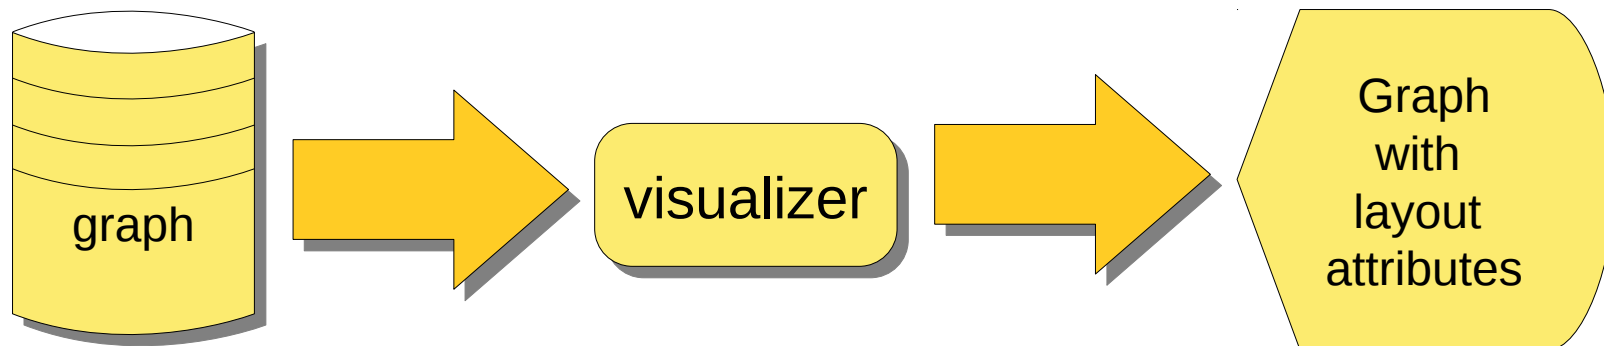 graph
visualizer
Graph
with
layout
attributes